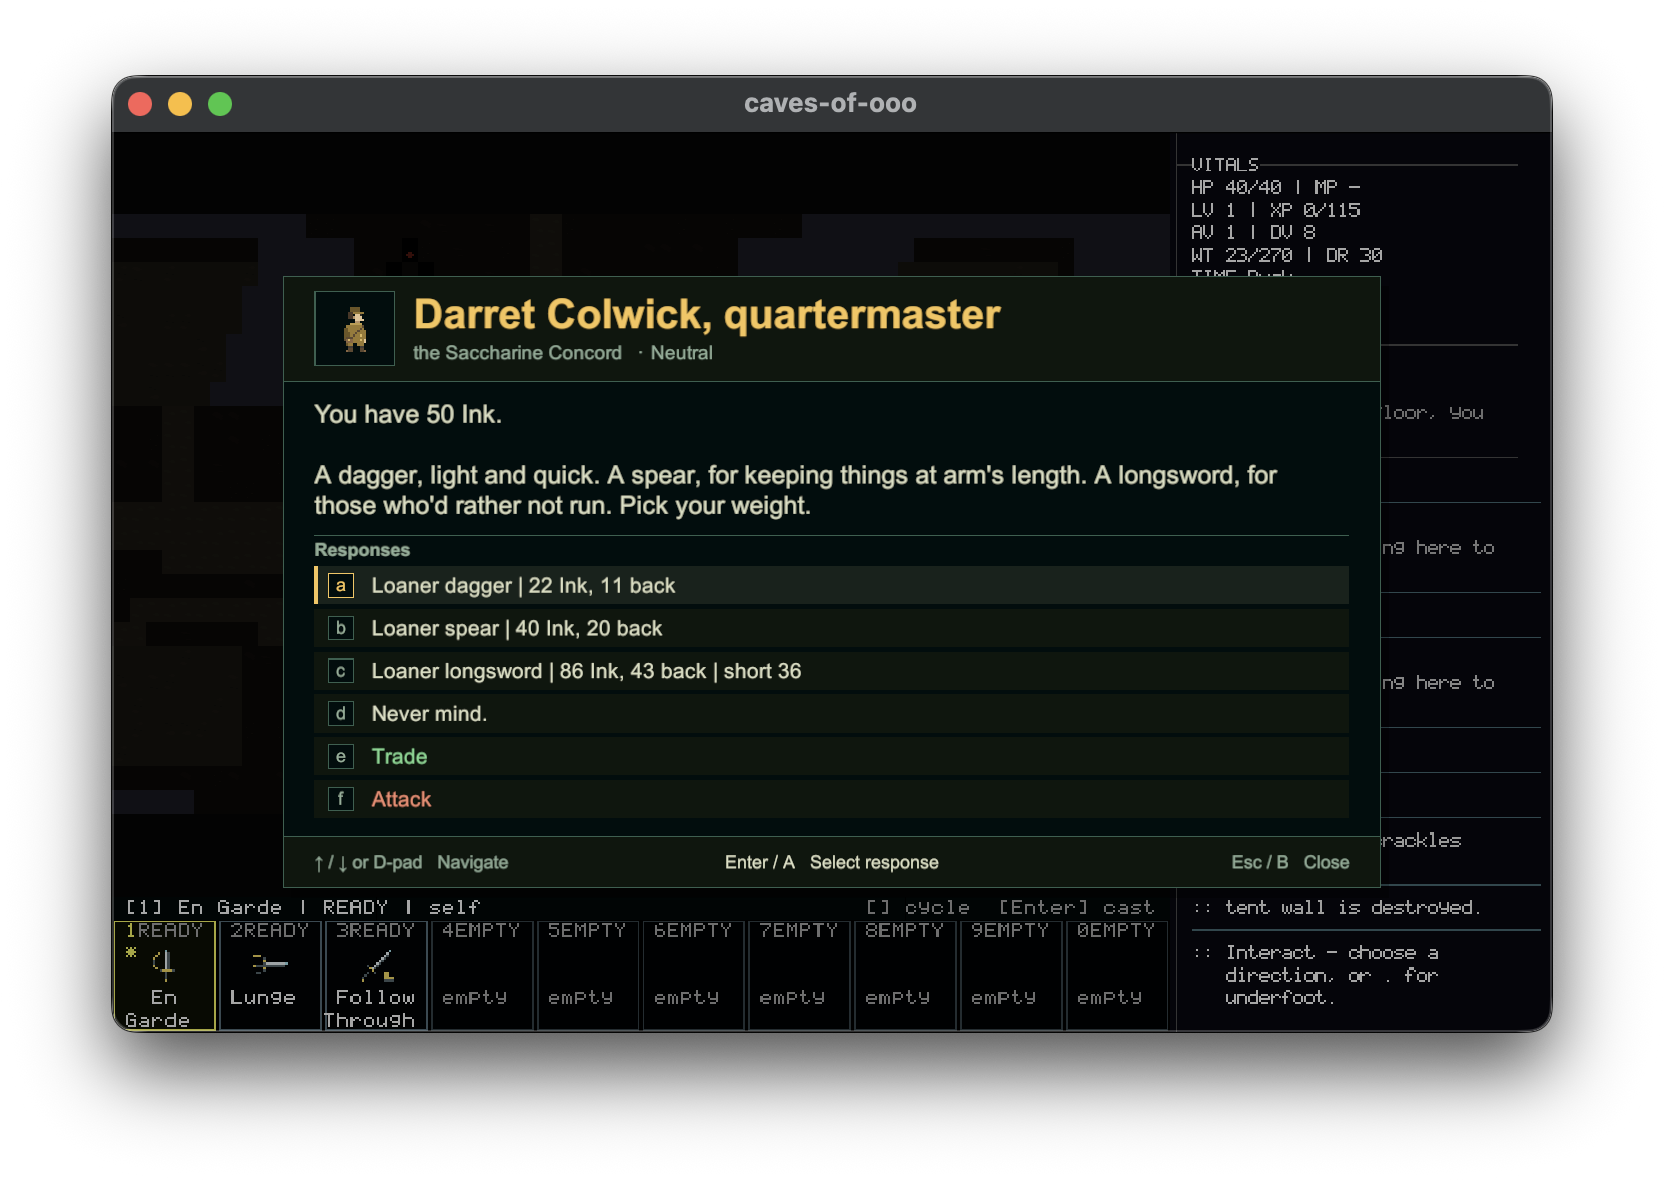 caves-of-ooo
VITALS
HP 40/40 | MP -
LV 1 | XP 0/115
AV 1 | DV 8
WT 23/270 | DR 30
Darret Colwick, quartermaster
the Saccharine Concord · Neutral
You have 50 Ink.
A dagger, light and quick. A spear, for keeping things at arm's length. A longsword, for
those who'd rather not run. Pick your weight.
Responses
a Loaner dagger | 22 Ink, 11 back
b Loaner spear | 40 Ink, 20 back
c Loaner longsword | 86 Ink, 43 back | short 36
d Never mind.
e Trade
f Attack
↑ / ↓ or D-pad Navigate
Enter / A Select response
Esc / B Close
you
here to
here to
[1] En Garde | READY | self
[] cycle [Enter] cast
1READY 2READY 3READY 4EMPTY 5EMPTY 6EMPTY 7EMPTY 8EMPTY 9EMPTY 0EMPTY
En Garde
Lunge
Follow Through
empty empty empty empty empty empty empty
:: tent wall is destroyed.
:: Interact - choose a
direction, or . for
underfoot.